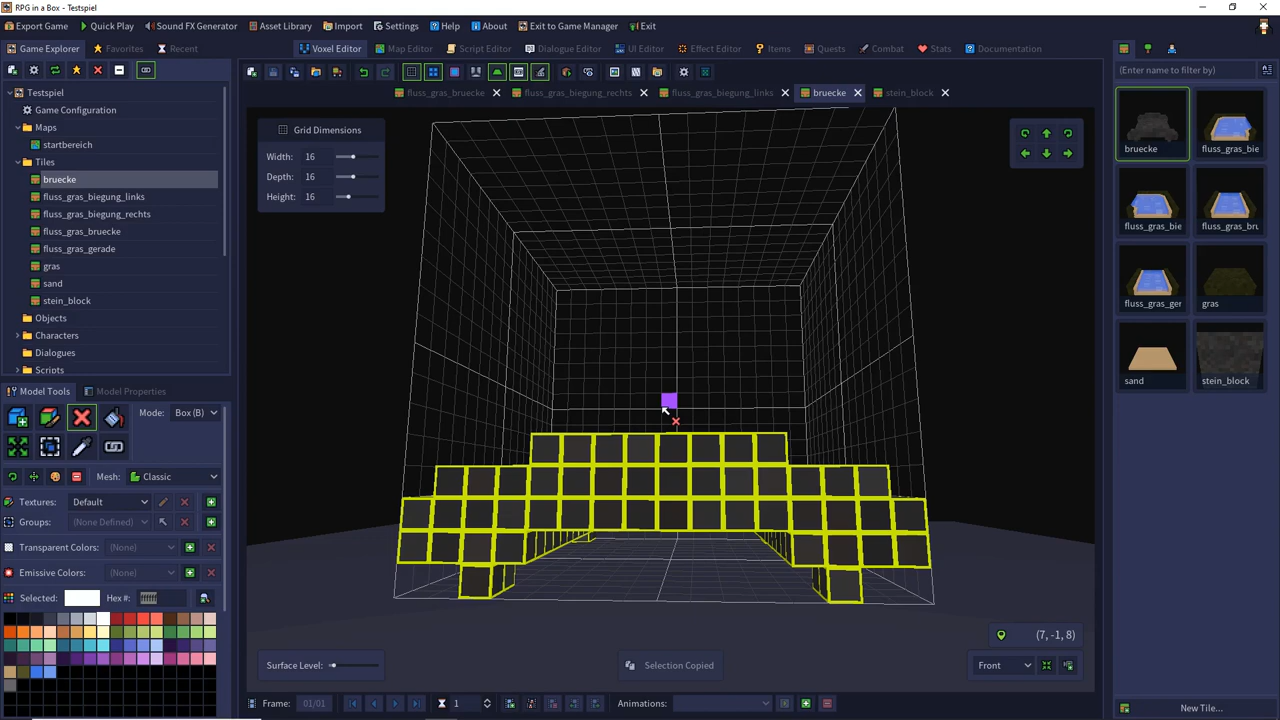 RPG in a Box - Testspiel
Export Game
Quick Play
Sound FX Generator
Asset Library
Import
Settings
Help
About
Exit to Game Manager
Exit
Game Explorer
Favorites
Recent
Voxel Editor
Map Editor
Script Editor
Dialogue Editor
UI Editor
Effect Editor
Items
Quests
Combat
Stats
Documentation
(Enter name to filter by)
fluss_gras_bruecke
fluss_gras_biegung_rechts
fluss_gras_biegung_links
bruecke
stein_block
Testspiel
Game Configuration
Maps
startbereich
Tiles
bruecke
fluss_gras_biegung_links
fluss_gras_biegung_rechts
fluss_gras_bruecke
fluss_gras_gerade
gras
sand
stein_block
Objects
Characters
Dialogues
Scripts
Grid Dimensions
Width: 16
Depth: 16
Height: 16
bruecke
fluss_gras_bie
fluss_gras_bie
fluss_gras_bru
fluss_gras_ger
gras
sand
stein_block
Model Tools
Model Properties
Mode: Box (B)
Mesh: Classic
Textures: Default
Groups: (None Defined)
Transparent Colors: (None)
Emissive Colors: (None)
Selected:
Hex #: ffffff
(7, -1, 8)
Surface Level:
Selection Copied
Front
Frame: 01/01
1
Animations:
New Tile...